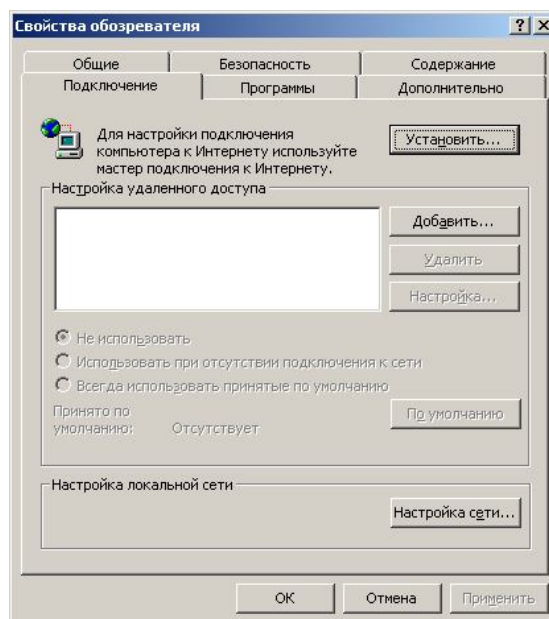 Свойства обозревателя
Общие Безопасность Содержание
Подключение Программы Дополнительно
Для настройки подключения
компьютера к Интернету используйте
мастер подключения к Интернету.
Установить...
Настройка удаленного доступа
Добавить...
Удалить
Настройка...
Не использовать
Использовать при отсутствии подключения к сети
Всегда использовать принятые по умолчанию
Принято по
умолчанию: Отсутствует
По умолчанию
Настройка локальной сети
Настройка сети...
ОК Отмена Применить